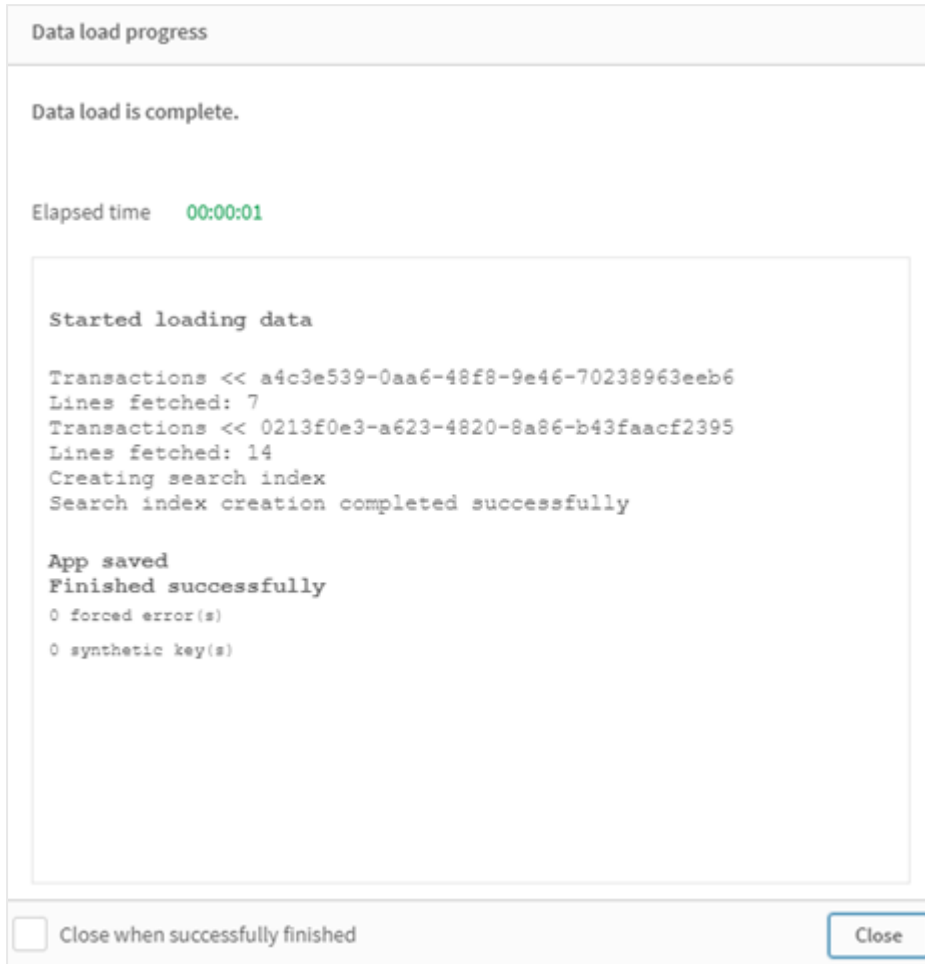 Data load progress
Data load is complete.
Elapsed time 00:00:01
Started loading data
Transactions << a4c3e539-0aa6-48f8-9e46-70238963eeb6
Lines fetched: 7
Transactions << 0213f0e3-a623-4820-8a86-b43faacf2395
Lines fetched: 14
Creating search index
Search index creation completed successfully
App saved
Finished successfully
0 forced error(s)
0 synthetic key(s)
Close when successfully finished
Close